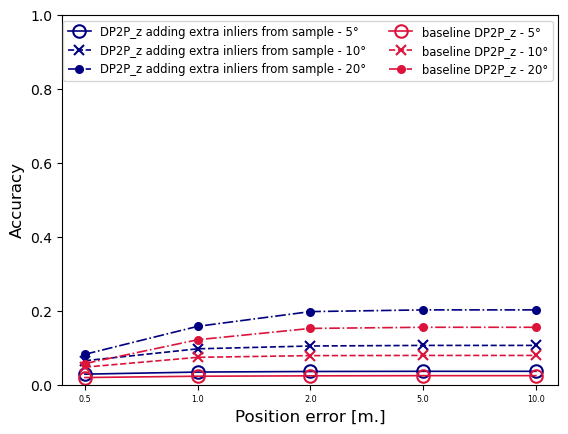 DP2P_z adding extra inliers from sample - 5°
DP2P_z adding extra inliers from sample - 10°
DP2P_z adding extra inliers from sample - 20°
baseline DP2P_z - 5°
baseline DP2P_z - 10°
baseline DP2P_z - 20°
1.0
0.8
0.6
0.4
0.2
0.0
Accuracy
0.5 1.0 2.0 5.0 10.0
Position error [m.]